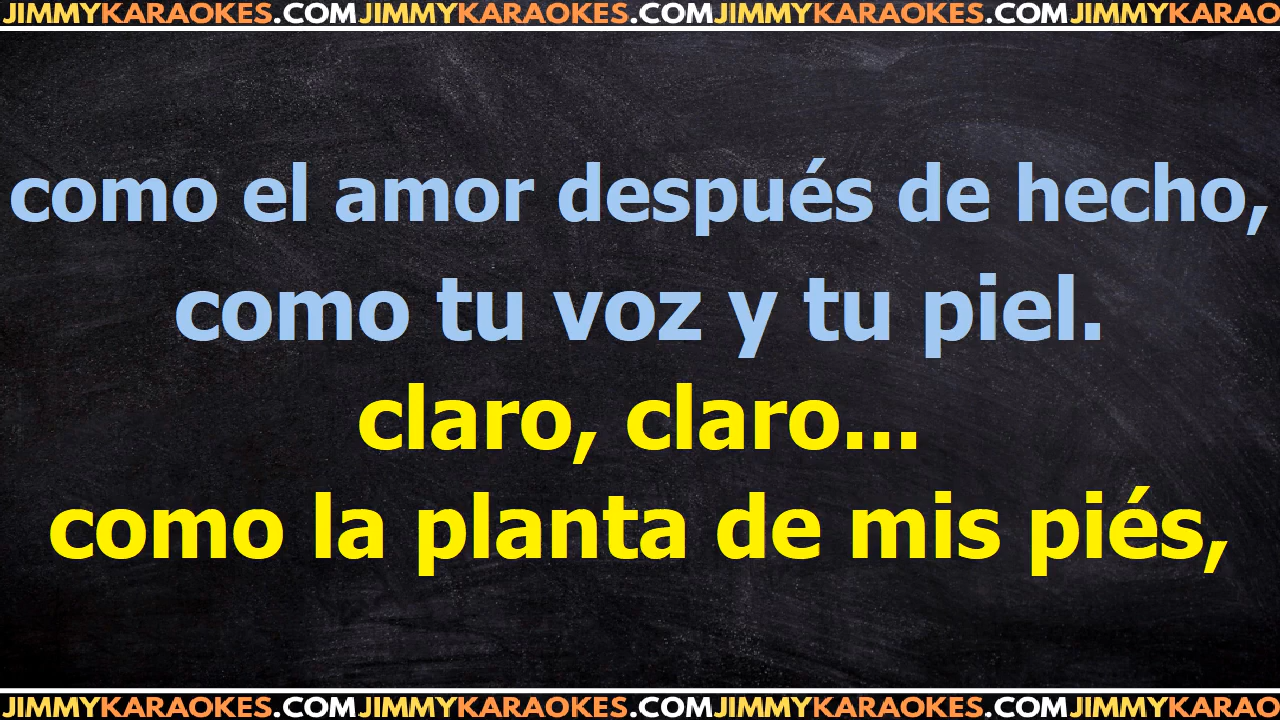 JIMMYKARAOKES.COMJIMMYKARAOKES.COMJIMMYKARAOKES.COMJIMMYKARAO
como el amor después de hecho,
como tu voz y tu piel.
claro, claro...
como la planta de mis piés,
JIMMYKARAOKES.COMJIMMYKARAOKES.COMJIMMYKARAOKES.COMJIMMYKARAO